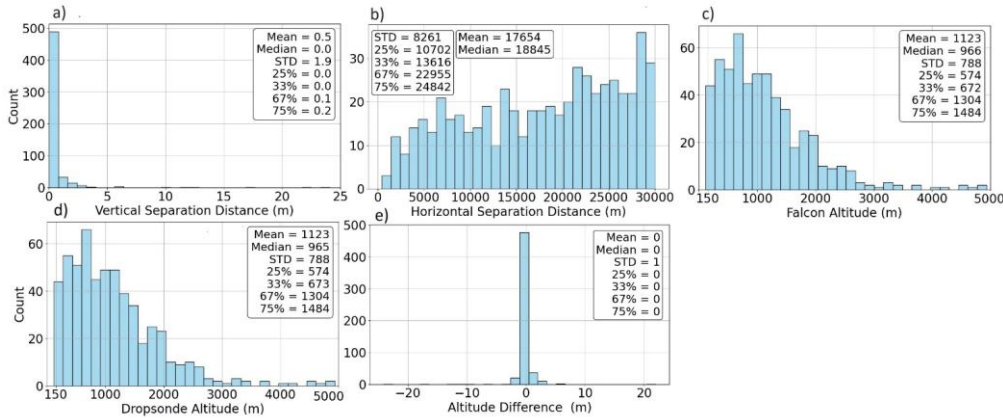 a)
500
400
300
200
100
0
Count
0 5 10 15 20 25
Vertical Separation Distance (m)
Mean = 0.5
Median = 0.0
STD = 1.9
25% = 0.0
33% = 0.0
67% = 0.1
75% = 0.2
b)
30
20
10
0
5000 10000 15000 20000 25000 30000
Horizontal Separation Distance (m)
STD = 8261
25% = 10702
33% = 13616
67% = 22955
75% = 24842
Mean = 17654
Median = 18845
c)
60
40
20
0
150 1000 2000 3000 4000 5000
Falcon Altitude (m)
Mean = 1123
Median = 966
STD = 788
25% = 574
33% = 672
67% = 1304
75% = 1484
d)
60
40
20
0
Count
150 1000 2000 3000 4000 5000
Dropsonde Altitude (m)
Mean = 1123
Median = 965
STD = 788
25% = 574
33% = 673
67% = 1304
75% = 1484
e)
500
400
300
200
100
0
−20 −10 0 10 20
Altitude Difference (m)
Mean = 0
Median = 0
STD = 1
25% = 0
33% = 0
67% = 0
75% = 0